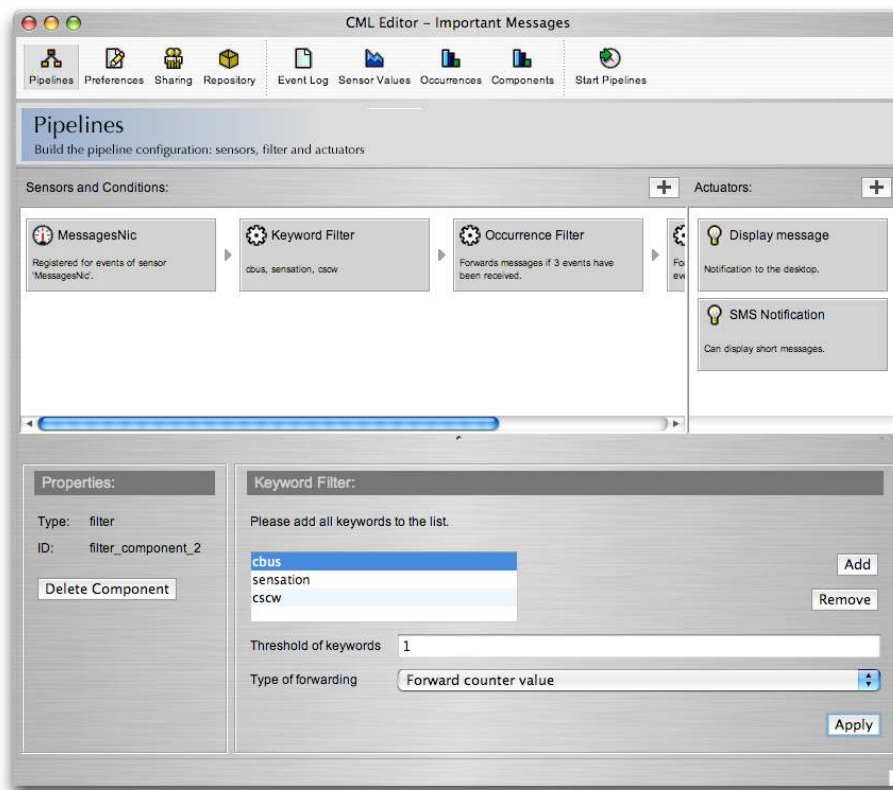 CML Editor – Important Messages
Pipelines Preferences Sharing Repository Event Log Sensor Values Occurrences Components Start Pipelines
Pipelines
Build the pipeline configuration: sensors, filter and actuators
Sensors and Conditions: + Actuators: +
MessagesNic
Registered for events of sensor
'MessagesNic'.
Keyword Filter
cbus, sensation, cscw
Occurrence Filter
Forwards messages if 3 events have
been received.
Display message
Notification to the desktop.
SMS Notification
Can display short messages.
Properties:
Type: filter
ID: filter_component_2
Delete Component
Keyword Filter:
Please add all keywords to the list.
cbus
sensation
cscw
Add
Remove
Threshold of keywords 1
Type of forwarding Forward counter value
Apply